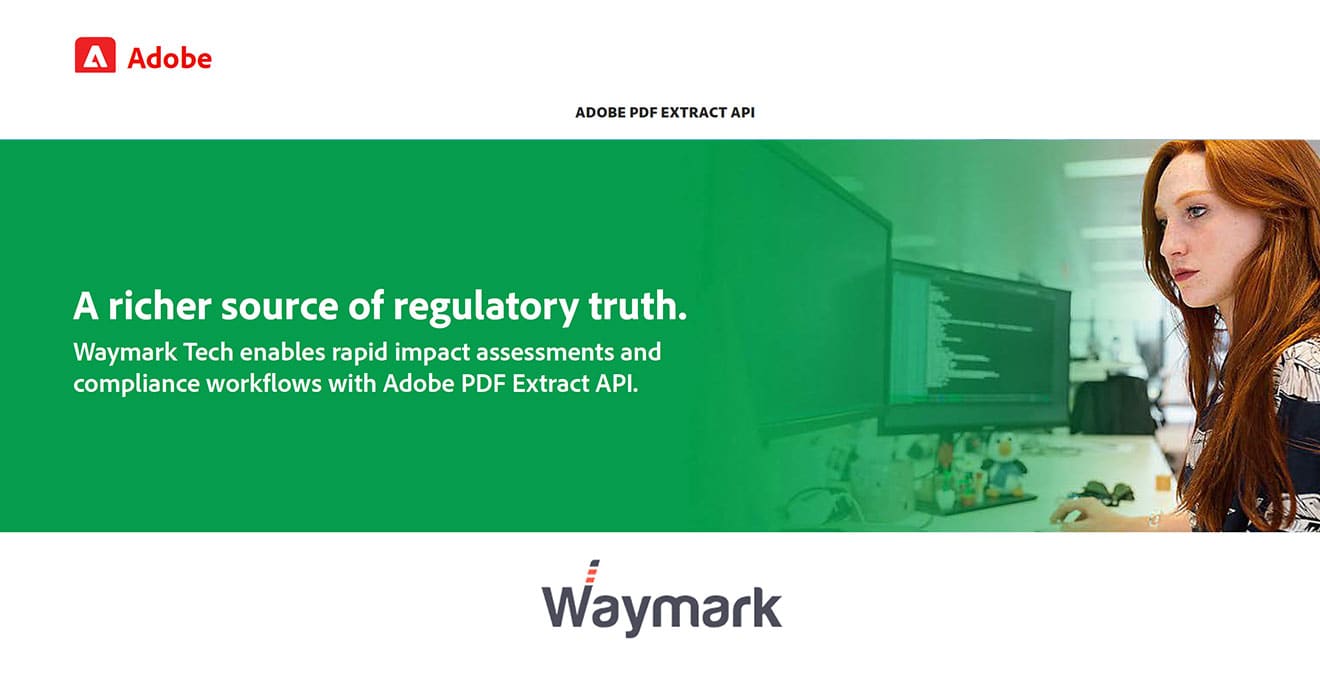 Adobe
ADOBE PDF EXTRACT API
A richer source of regulatory truth.
Waymark Tech enables rapid impact assessments and
compliance workflows with Adobe PDF Extract API.
Waymark